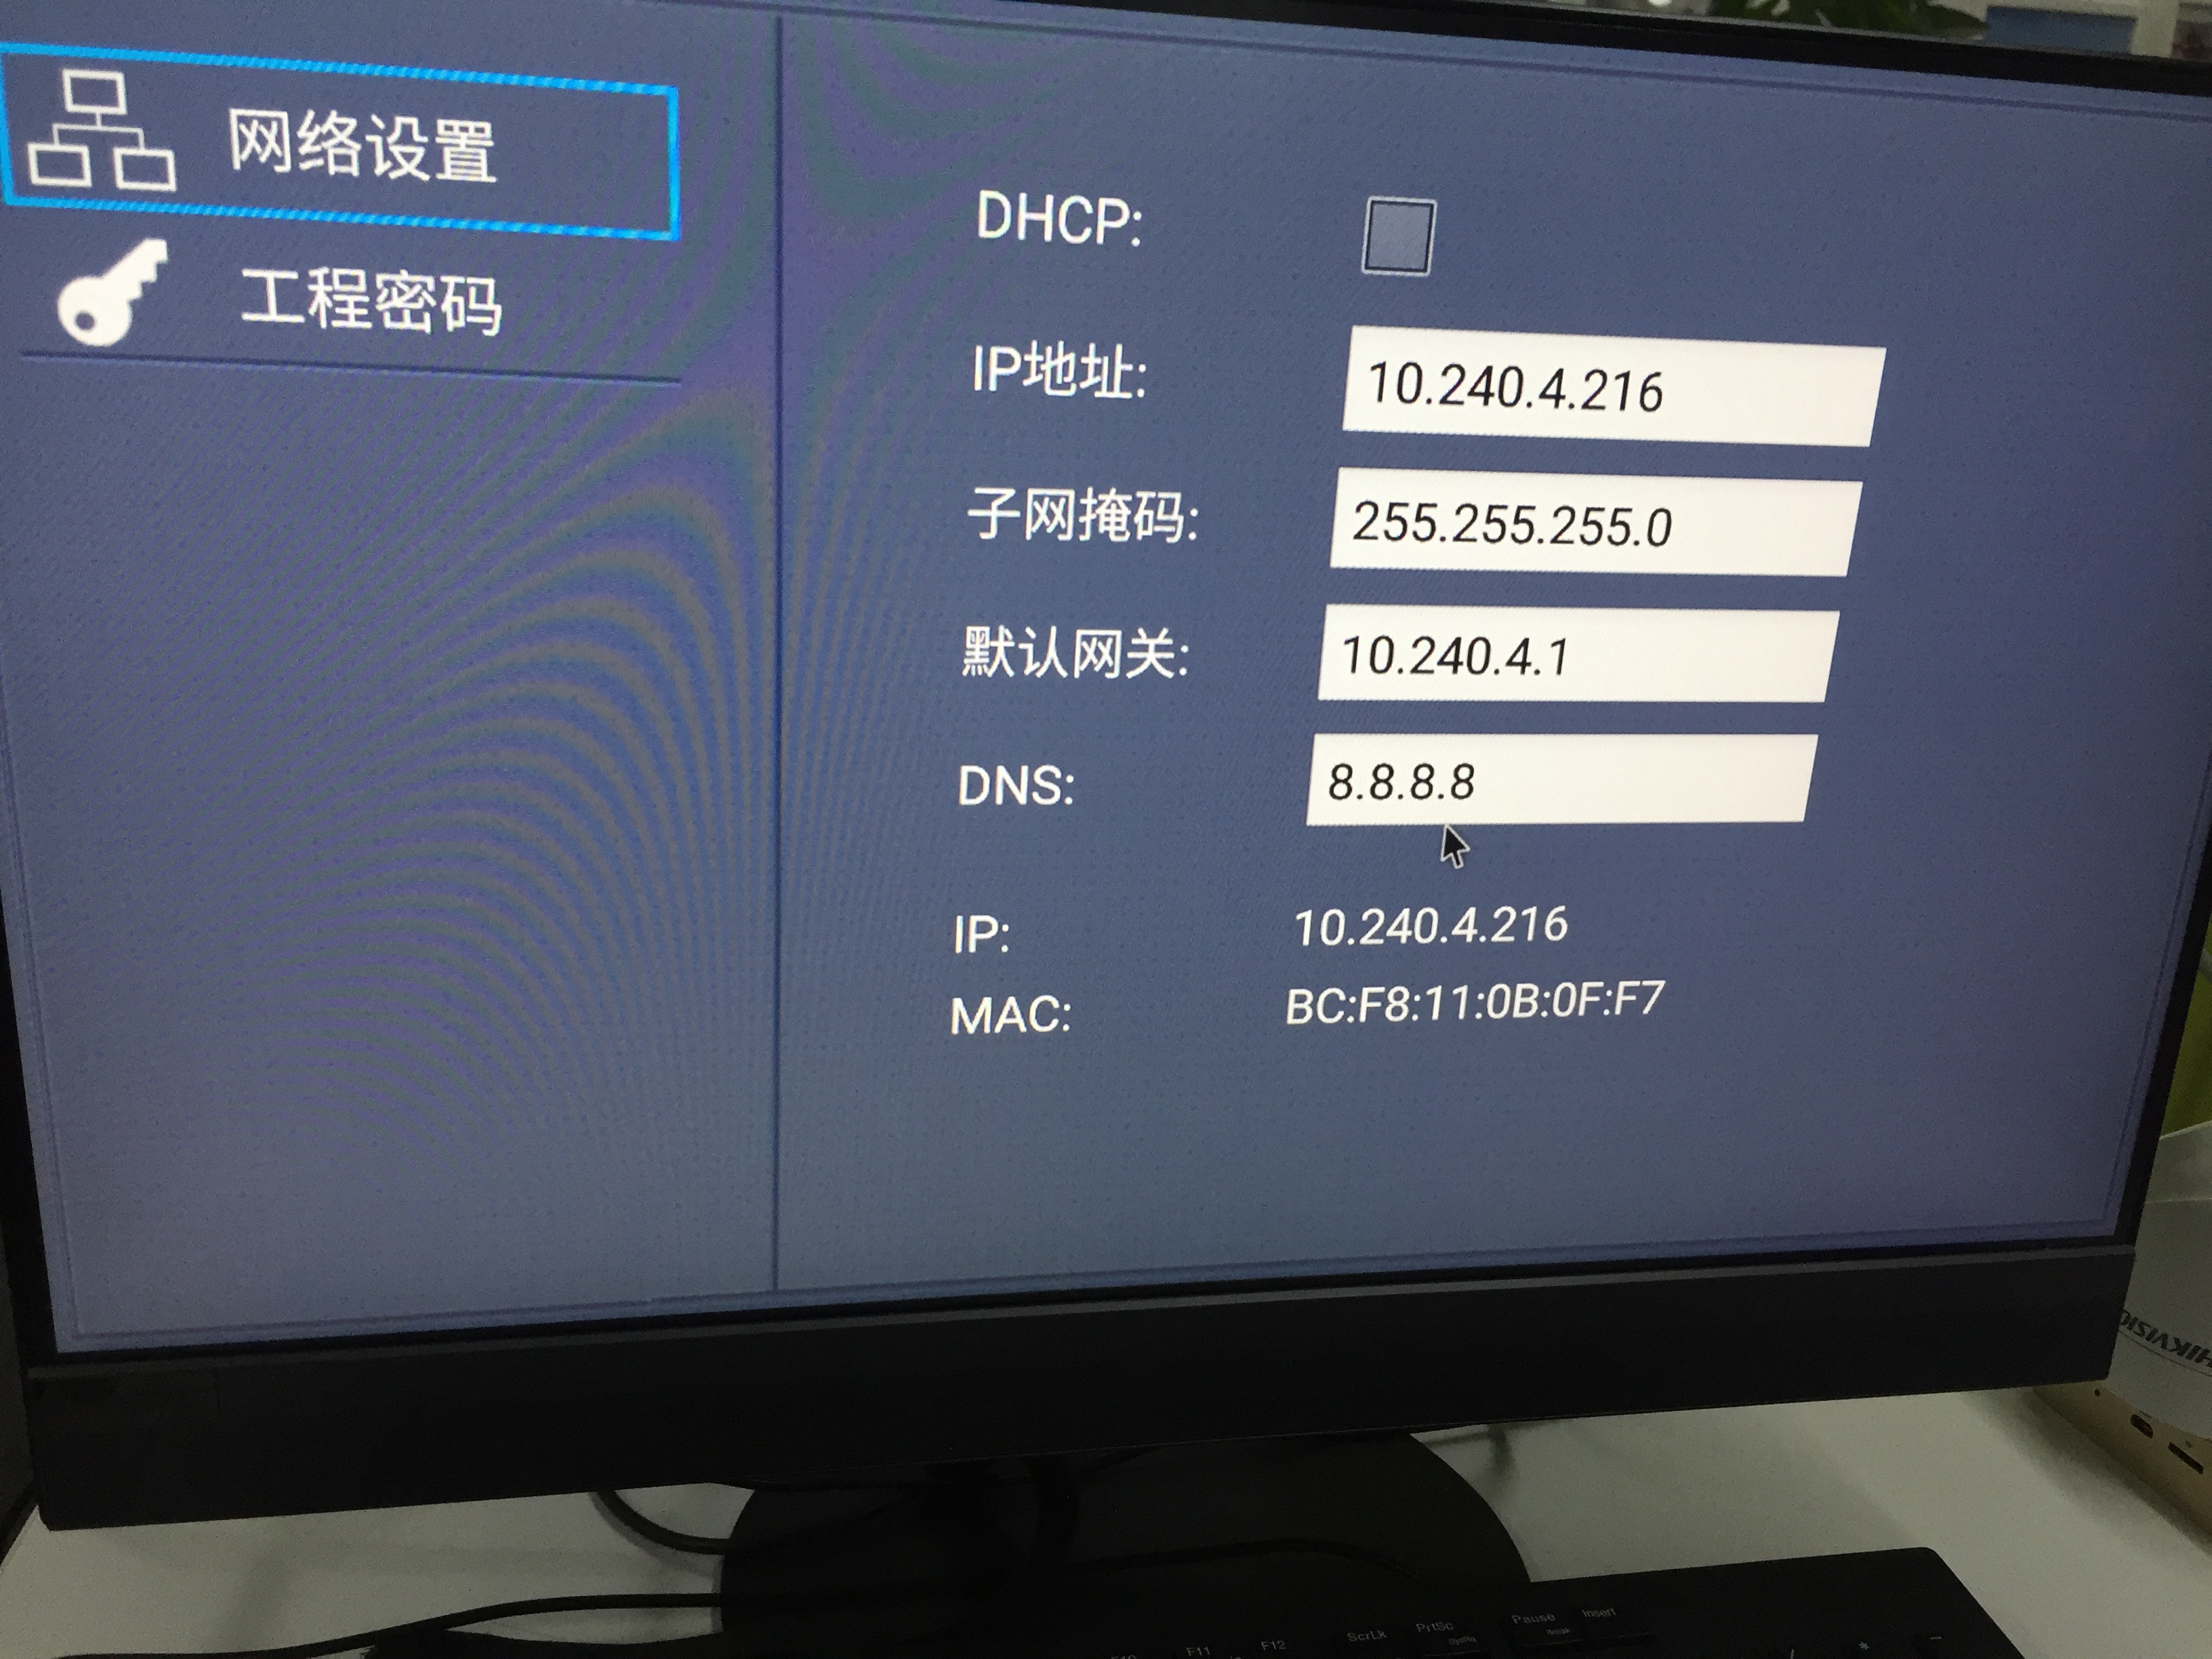 网络设置
工程密码
DHCP:
IP地址: 10.240.4.216
子网掩码: 255.255.255.0
默认网关: 10.240.4.1
DNS: 8.8.8.8
IP: 10.240.4.216
MAC: BC:F8:11:0B:0F:F7
F11 F12 ScrLk PrtSc Pause Insert